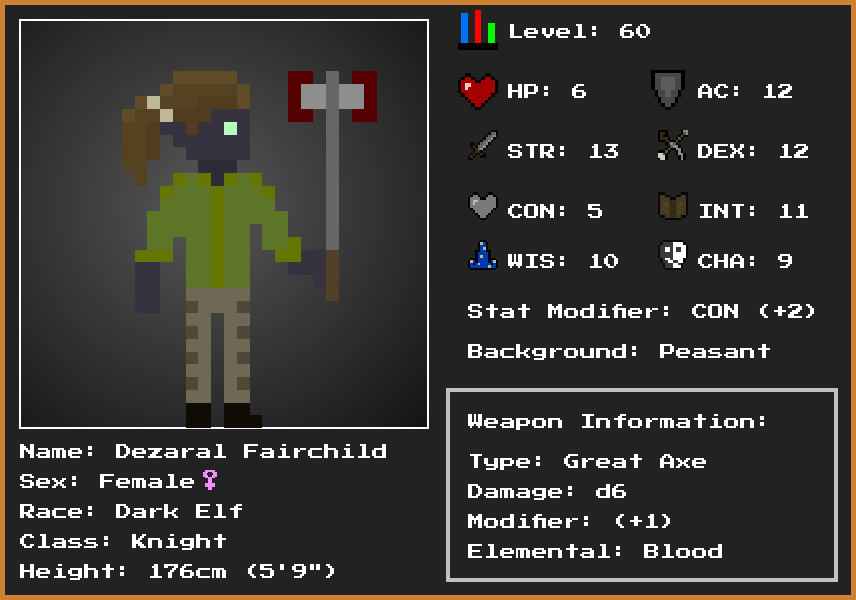 Level: 60
HP: 6
AC: 12
STR: 13
DEX: 12
CON: 5
INT: 11
WIS: 10
CHA: 9
Stat Modifier: CON (+2)
Background: Peasant
Weapon Information:
Type: Great Axe
Damage: d6
Modifier: (+1)
Elemental: Blood
Name: Dezaral Fairchild
Sex: Female♀
Race: Dark Elf
Class: Knight
Height: 176cm (5'9")